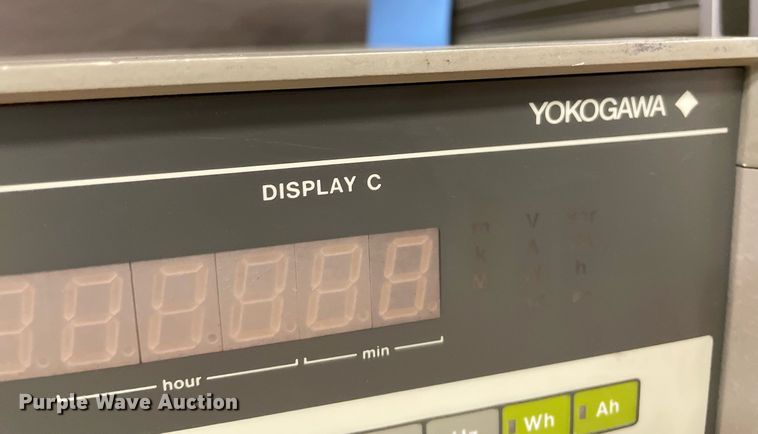 YOKOGAWA
DISPLAY C
m V
k A
M h
hour min
Wh Ah
Purple Wave Auction